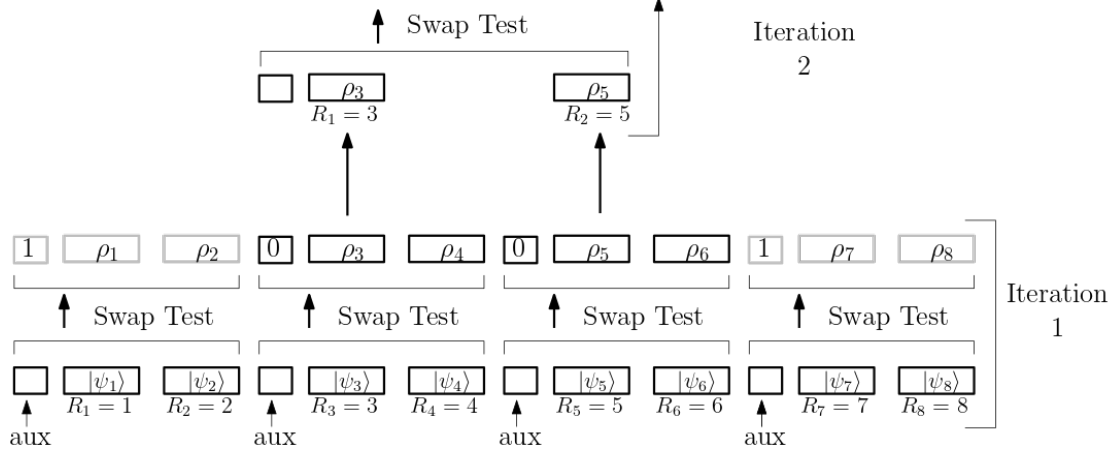 Swap Test
Iteration
2
ρ₃ ρ₅
R₁ = 3 R₂ = 5
1 ρ₁ ρ₂ 0 ρ₃ ρ₄ 0 ρ₅ ρ₆ 1 ρ₇ ρ₈
Swap Test Swap Test Swap Test Swap Test
Iteration
1
|ψ₁⟩ |ψ₂⟩ |ψ₃⟩ |ψ₄⟩ |ψ₅⟩ |ψ₆⟩ |ψ₇⟩ |ψ₈⟩
R₁ = 1 R₂ = 2 R₃ = 3 R₄ = 4 R₅ = 5 R₆ = 6 R₇ = 7 R₈ = 8
aux aux aux aux